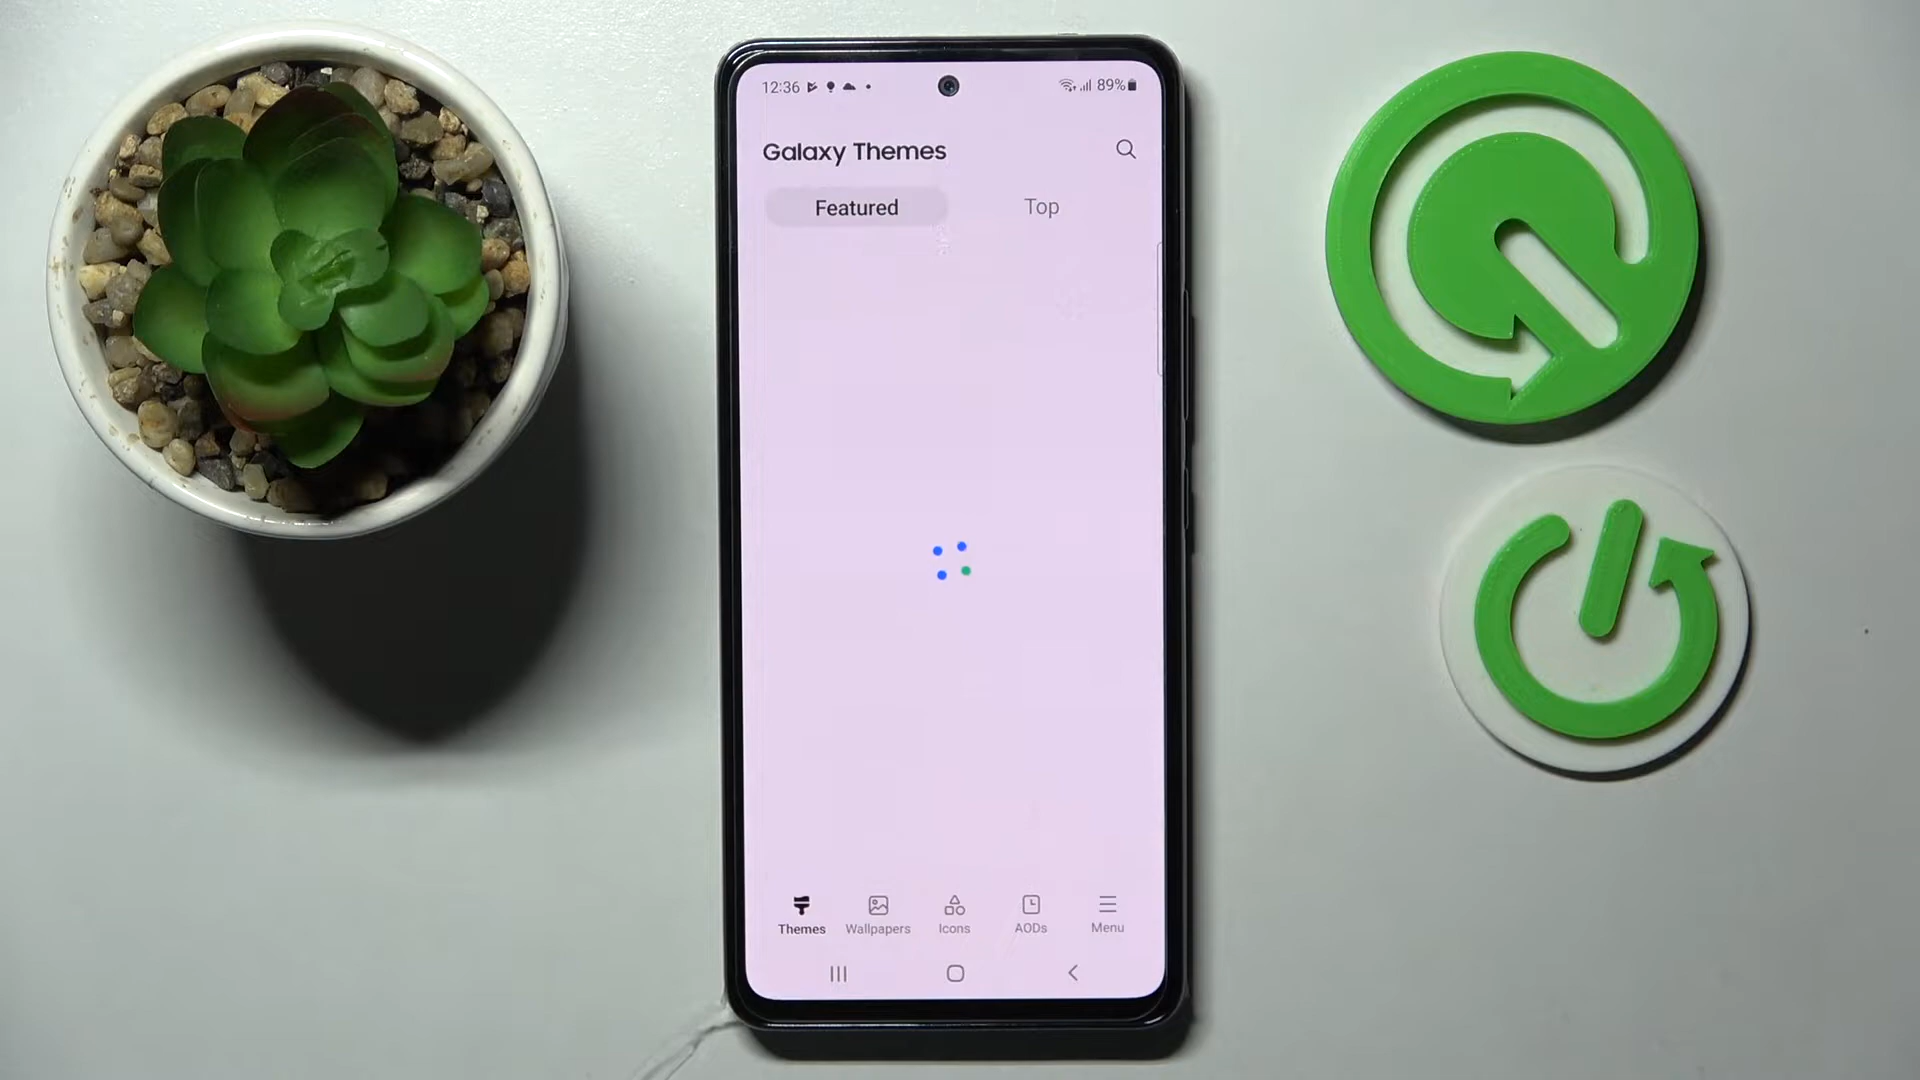 12:36
89%
Galaxy Themes
Featured
Top
Themes
Wallpapers
Icons
AODs
Menu